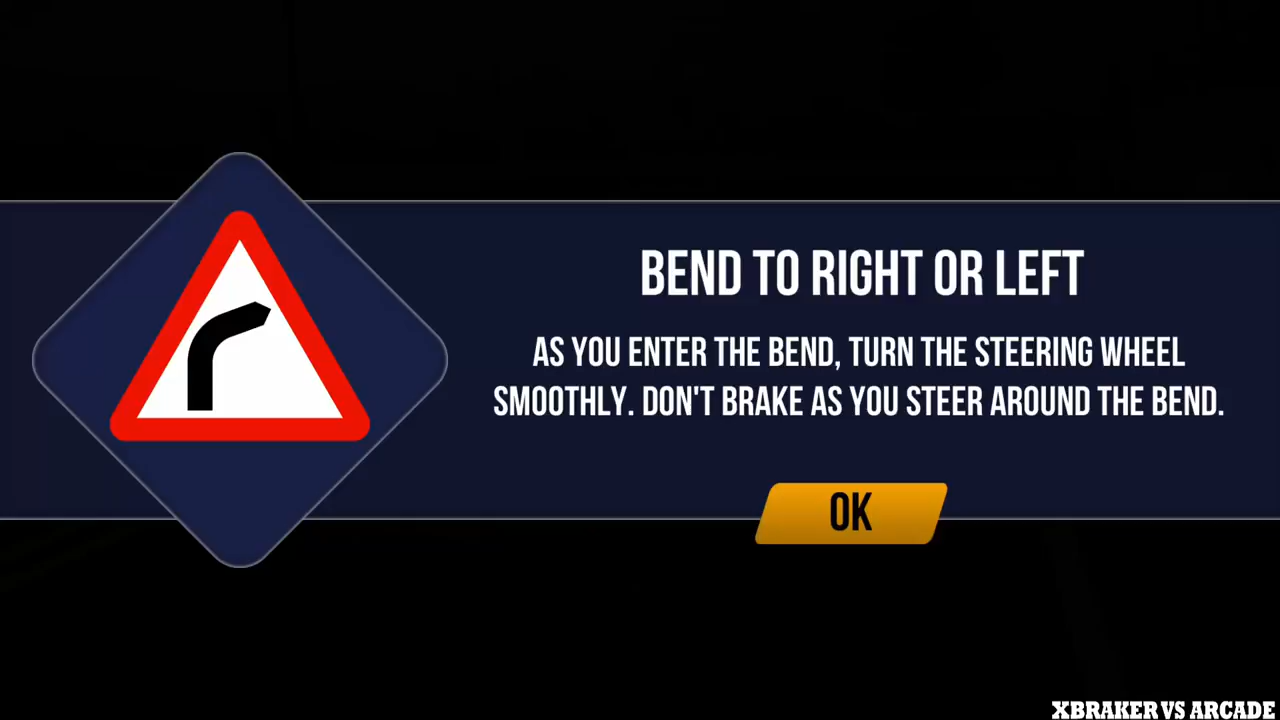 BEND TO RIGHT OR LEFT
AS YOU ENTER THE BEND, TURN THE STEERING WHEEL
SMOOTHLY. DON'T BRAKE AS YOU STEER AROUND THE BEND.
OK
XBRAKER VS ARCADE